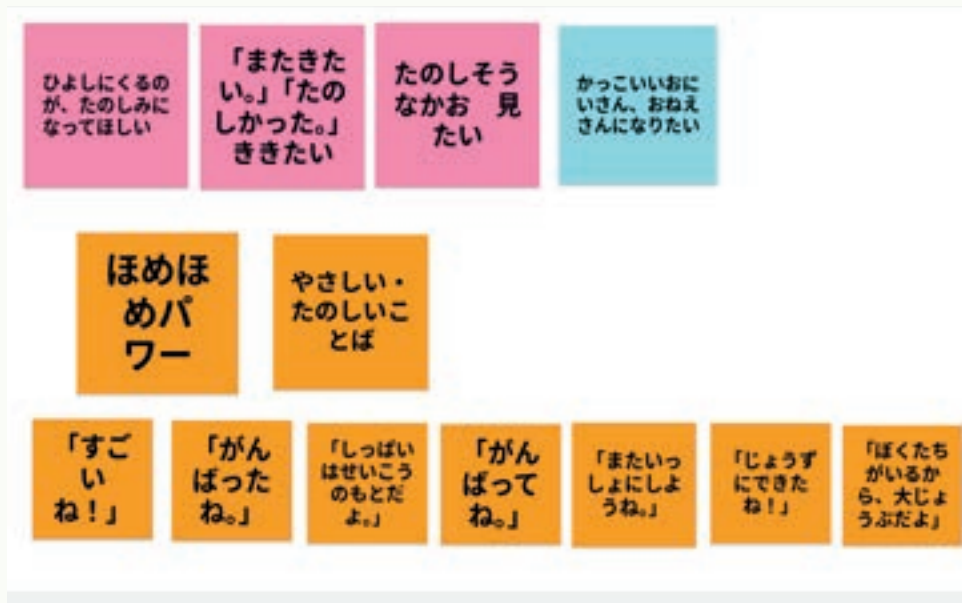 ひよしにくるの
が、たのしみに
なってほしい
「またきた
い。」「たの
しかった。」
ききたい
たのしそう
なかお　見
たい
かっこいいおに
いさん、おねえ
さんになりたい
ほめほ
めパ
ワー
やさしい・
たのしいこ
とば
「すご
い
ね！」
「がん
ばった
ね。」
「しっぱい
はせいこう
のもとだ
よ。」
「がん
ばって
ね。」
「またいっ
しょにしよ
うね。」
「じょうず
にできた
ね！」
「ぼくたち
がいるか
ら、大じょ
うぶだよ」